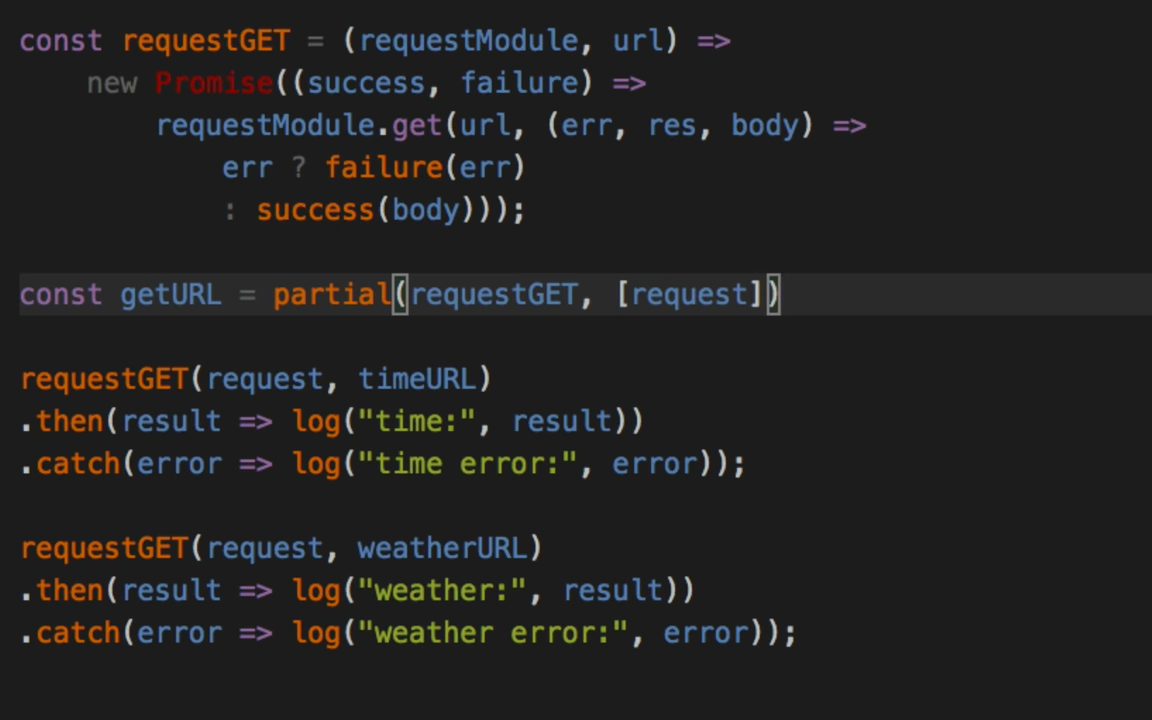 const requestGET = (requestModule, url) =>
    new Promise((success, failure) =>
        requestModule.get(url, (err, res, body) =>
            err ? failure(err)
            : success(body)));
const getURL = partial(requestGET, [request])
requestGET(request, timeURL)
.then(result => log("time:", result))
.catch(error => log("time error:", error));
requestGET(request, weatherURL)
.then(result => log("weather:", result))
.catch(error => log("weather error:", error));